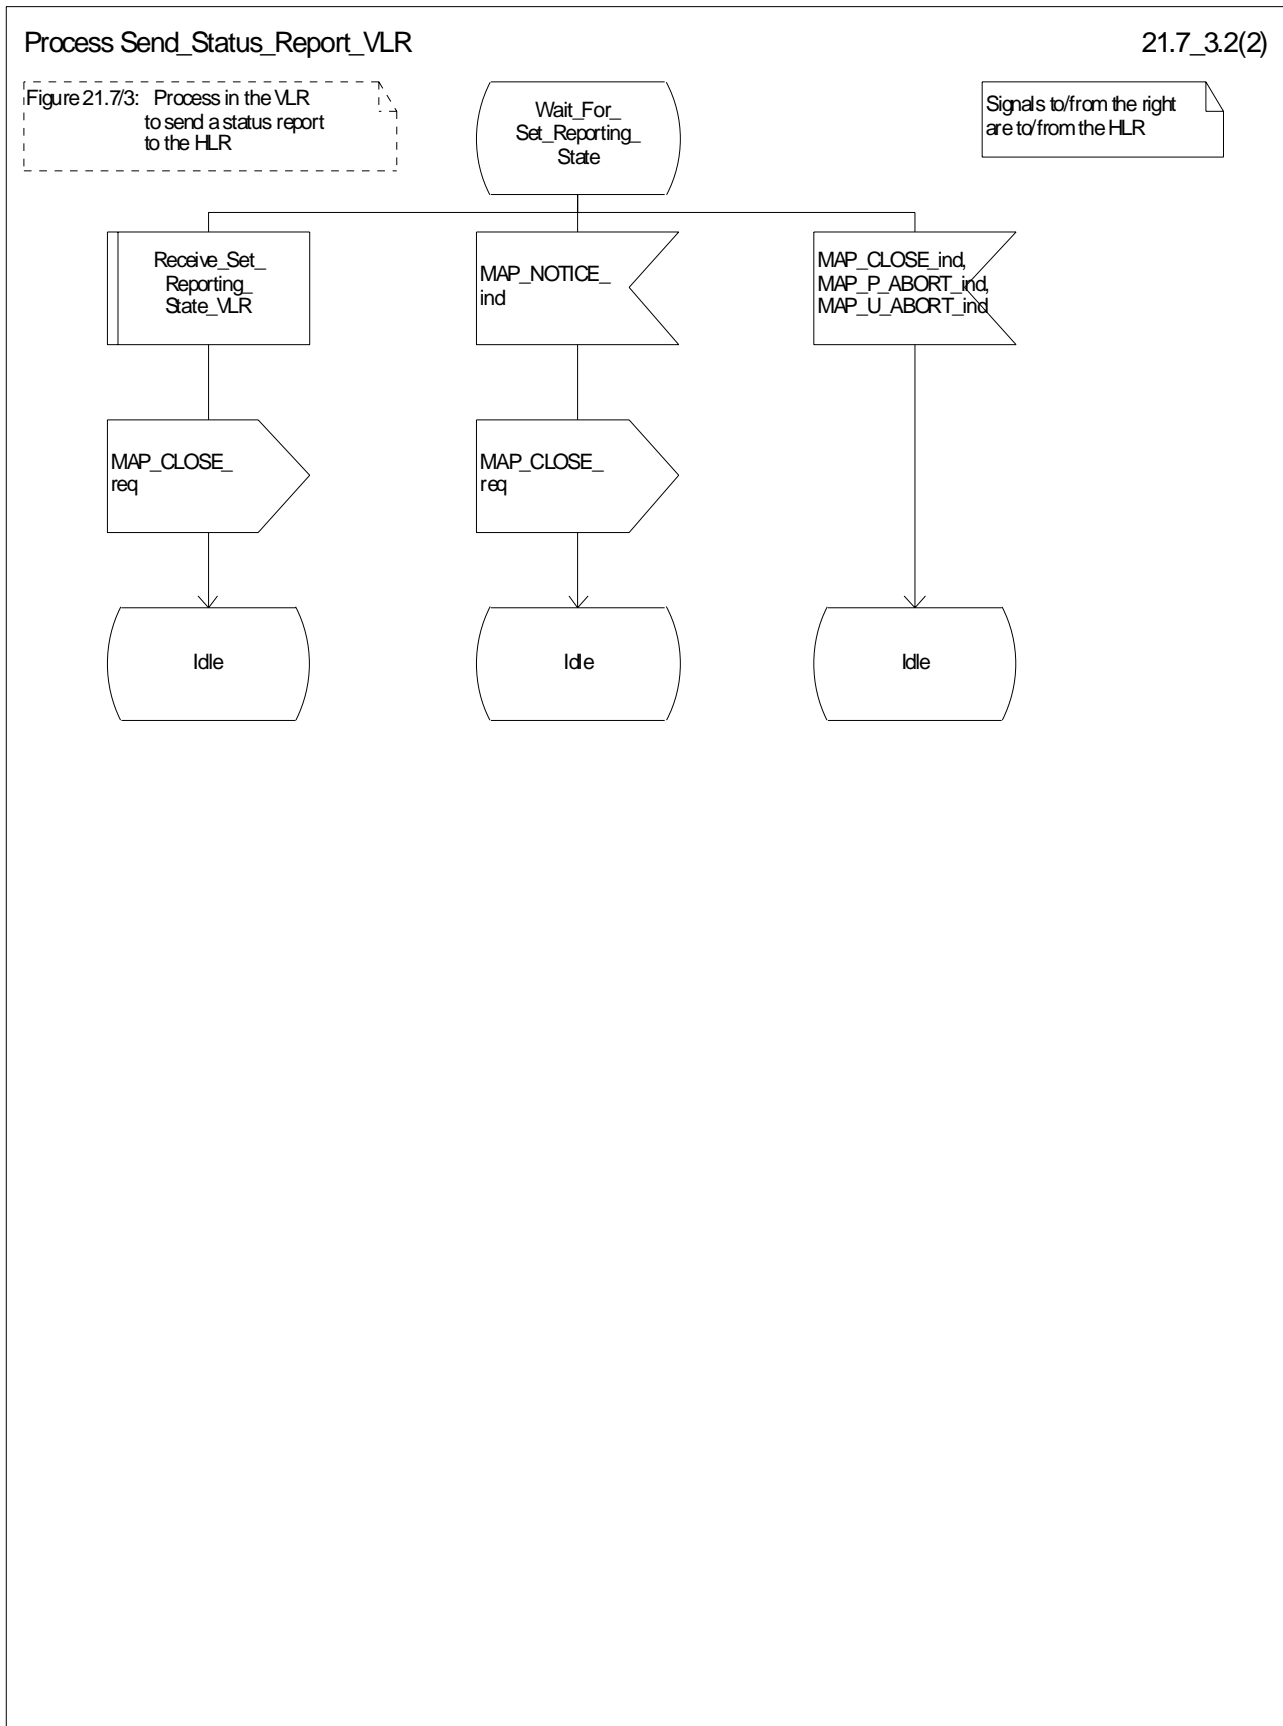 Process Send_Status_Report_VLR
21.7_3.2(2)
Figure 21.7/3: Process in the VLR
to send a status report
to the HLR
Wait_For_
Set_Reporting_
State
Signals to/from the right
are to/from the HLR
Receive_Set_
Reporting_
State_VLR
MAP_NOTICE_
ind
MAP_CLOSE_ind,
MAP_P_ABORT_ind,
MAP_U_ABORT_ind
MAP_CLOSE_
req
MAP_CLOSE_
req
Idle
Idle
Idle